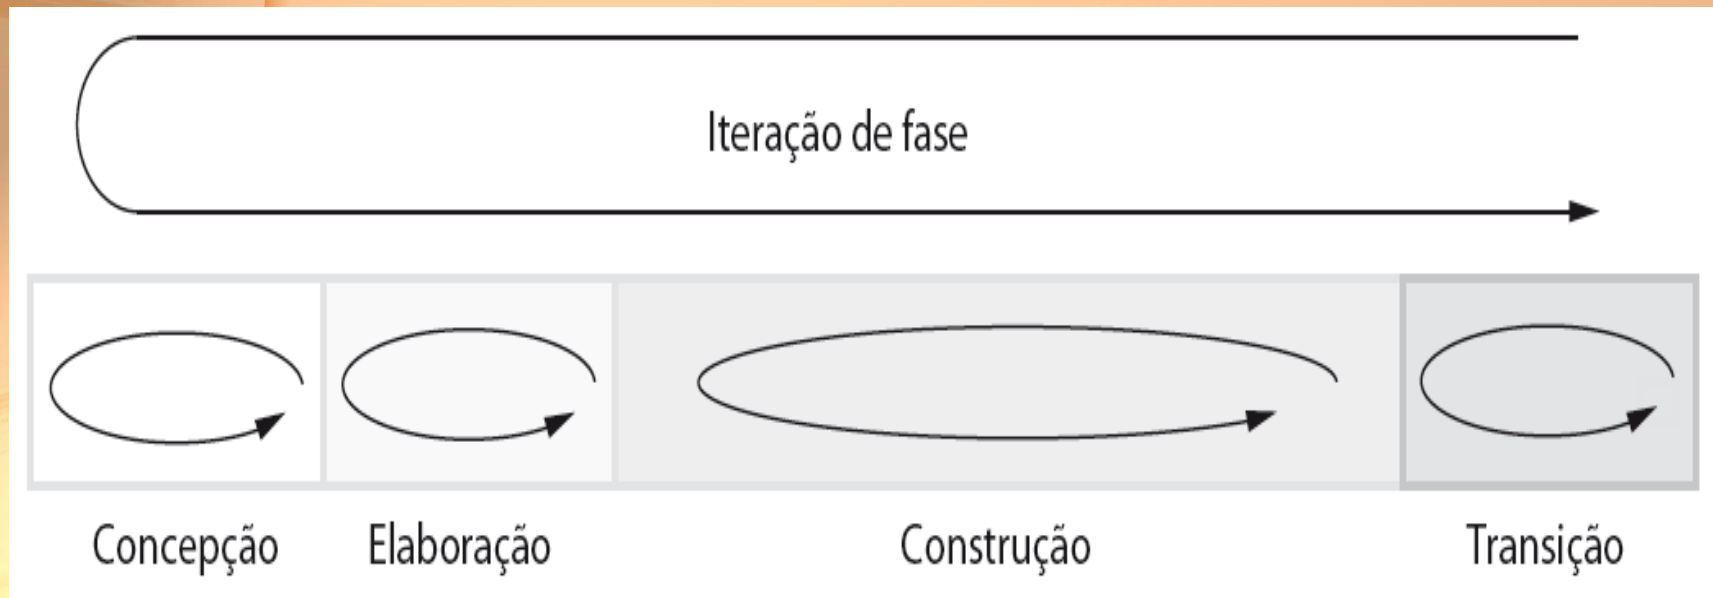 Iteração de fase
Concepção
Elaboração
Construção
Transição